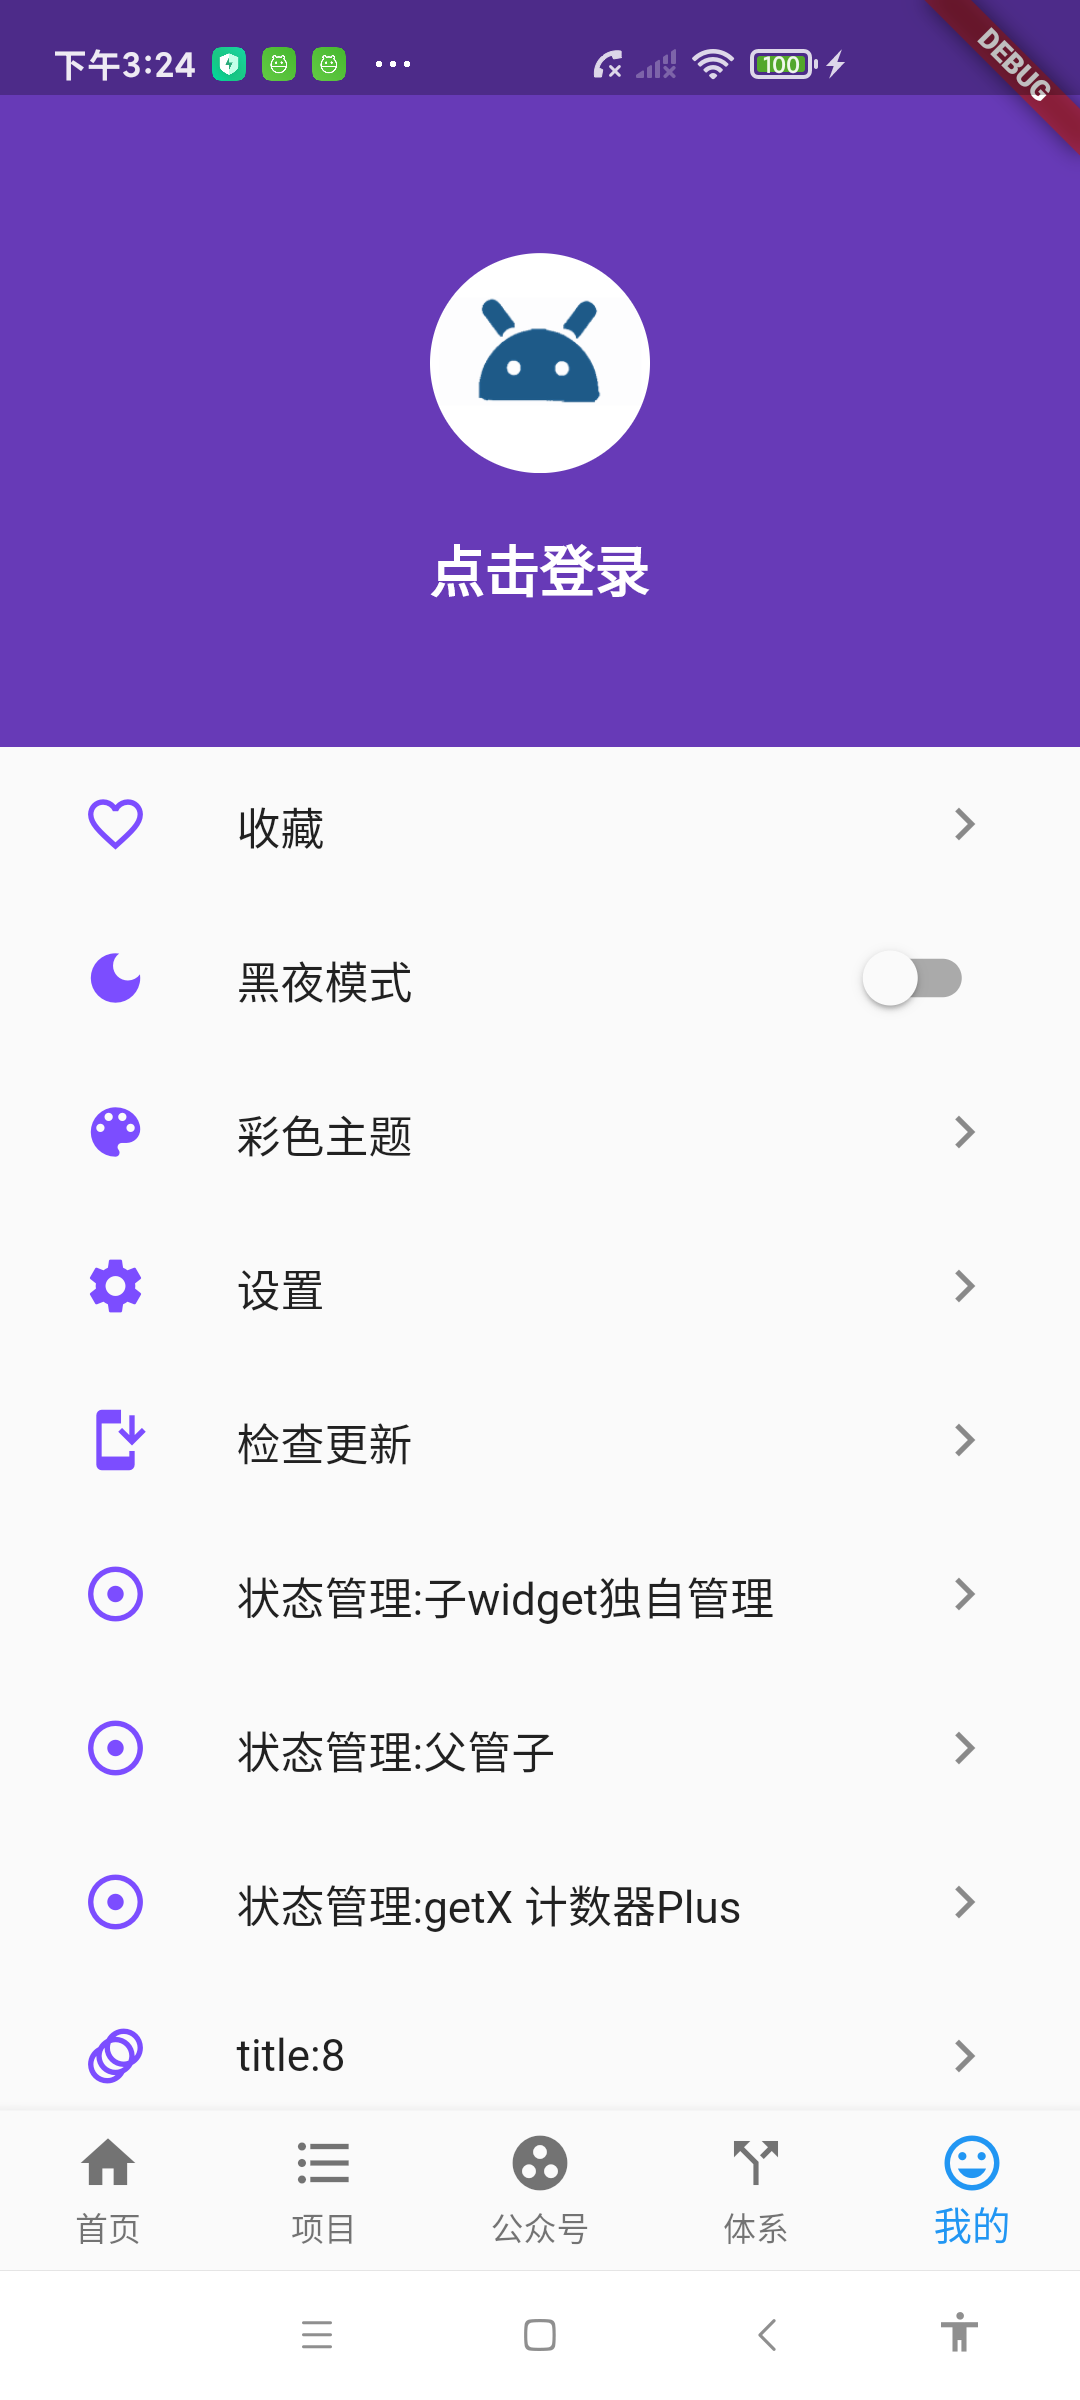 下午3:24
100
DEBUG
点击登录
收藏
黑夜模式
彩色主题
设置
检查更新
状态管理:子widget独自管理
状态管理:父管子
状态管理:getX 计数器Plus
title:8
首页
项目
公众号
体系
我的